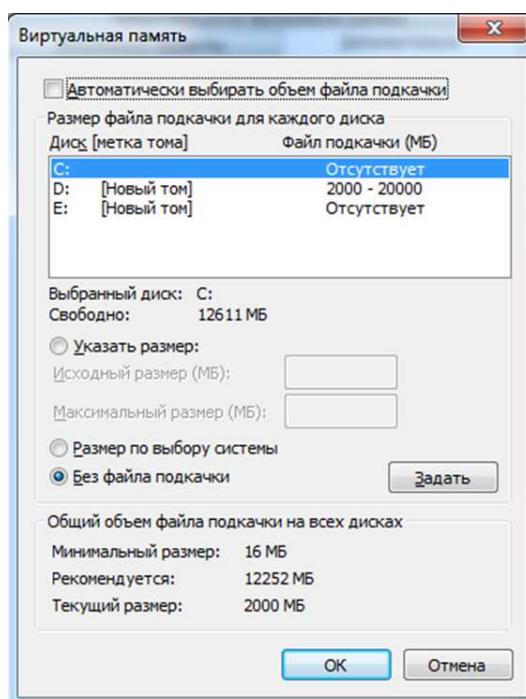 Виртуальная память
Автоматически выбирать объем файла подкачки
Размер файла подкачки для каждого диска
Диск [метка тома] Файл подкачки (МБ)
C: Отсутствует
D: [Новый том] 2000 - 20000
E: [Новый том] Отсутствует
Выбранный диск: C:
Свободно: 12611 МБ
Указать размер:
Исходный размер (МБ):
Максимальный размер (МБ):
Размер по выбору системы
Без файла подкачки Задать
Общий объем файла подкачки на всех дисках
Минимальный размер: 16 МБ
Рекомендуется: 12252 МБ
Текущий размер: 2000 МБ
ОК Отмена